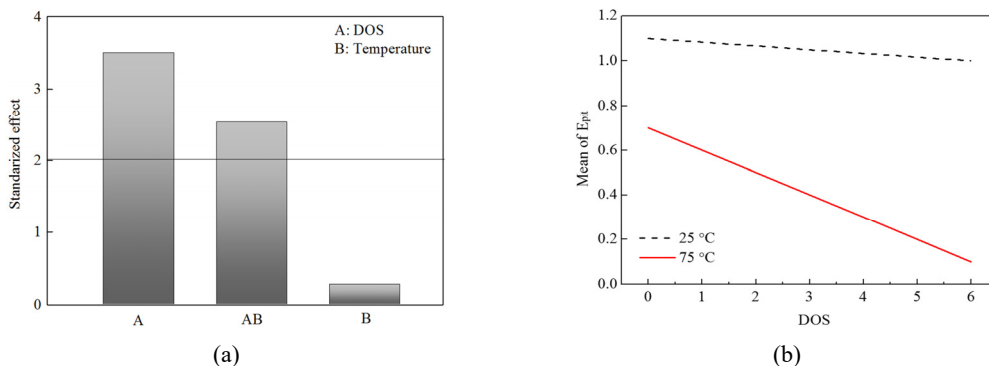 4
3
2
1
0
Standarized effect
A: DOS
B: Temperature
A
AB
B
(a)
1.2
1.0
0.8
0.6
0.4
0.2
0.0
Mean of Ept
25 °C
75 °C
0 1 2 3 4 5 6
DOS
(b)